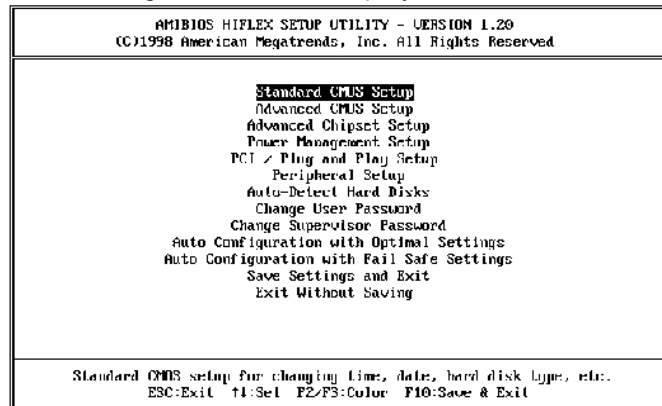 AMIBIOS HIFLEX SETUP UTILITY - VERSION 1.20
(C)1998 American Megatrends, Inc. All Rights Reserved
Standard CMOS Setup
Advanced CMOS Setup
Advanced Chipset Setup
Power Management Setup
PCI / Plug and Play Setup
Peripheral Setup
Auto-Detect Hard Disks
Change User Password
Change Supervisor Password
Auto Configuration with Optimal Settings
Auto Configuration with Fail Safe Settings
Save Settings and Exit
Exit Without Saving
Standard CMOS setup for changing time, date, hard disk type, etc.
ESC:Exit ↑↓:Sel F2/F3:Color F10:Save & Exit